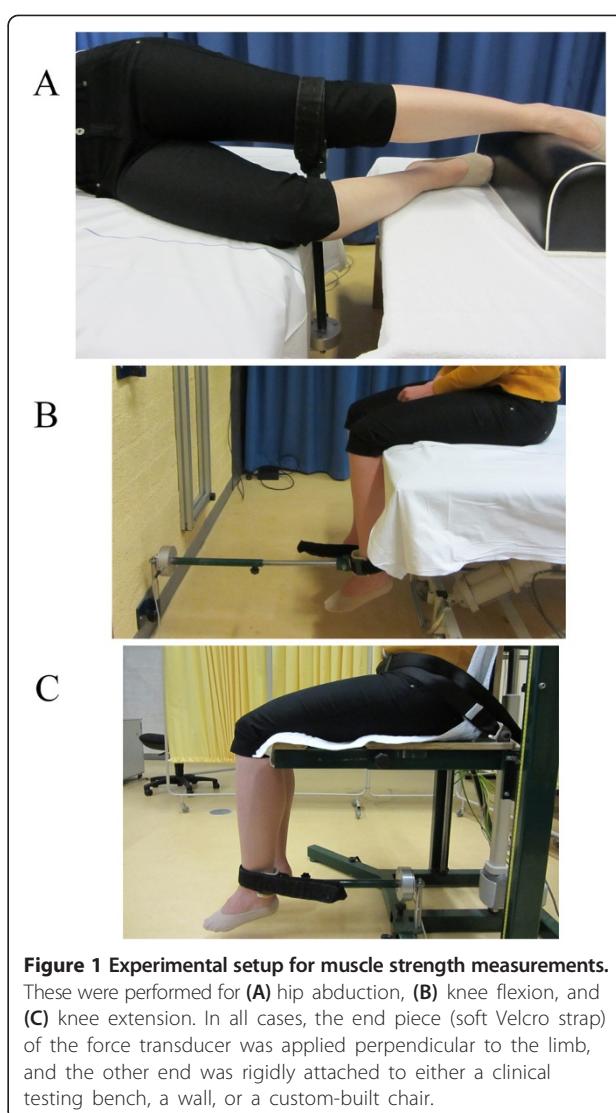 A
B
C
Figure 1 Experimental setup for muscle strength measurements.
These were performed for (A) hip abduction, (B) knee flexion, and
(C) knee extension. In all cases, the end piece (soft Velcro strap)
of the force transducer was applied perpendicular to the limb,
and the other end was rigidly attached to either a clinical
testing bench, a wall, or a custom-built chair.